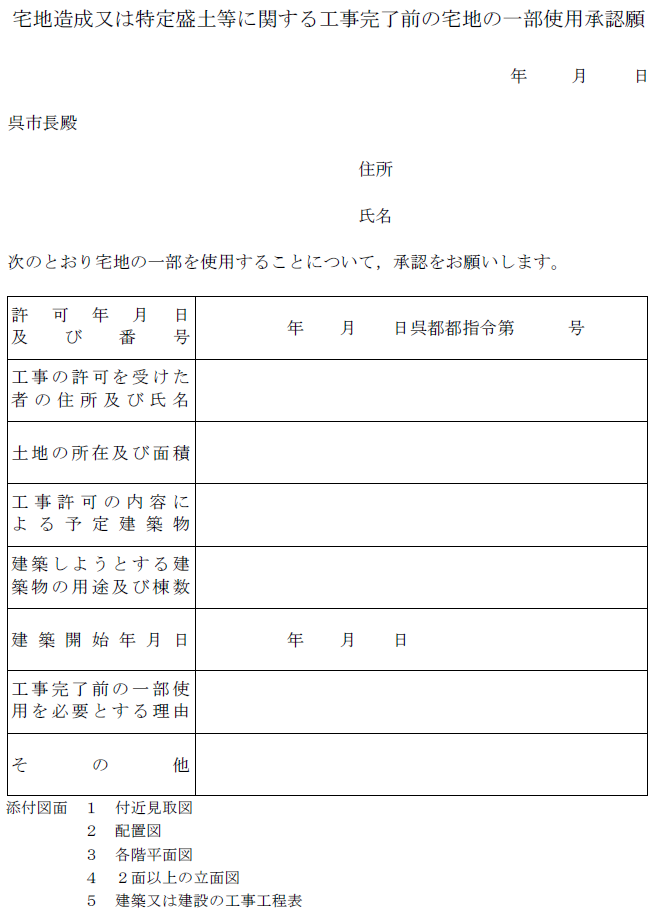 宅地造成又は特定盛土等に関する工事完了前の宅地の一部使用承認願
年　　月　　日
呉市長殿
住所
氏名
次のとおり宅地の一部を使用することについて，承認をお願いします。
許可年月日
及び番号
年　　月　　日呉都都指令第　　　号
工事の許可を受けた
者の住所及び氏名
土地の所在及び面積
工事許可の内容に
よる予定建築物
建築しようとする建
築物の用途及び棟数
建築開始年月日
年　　月　　日
工事完了前の一部使
用を必要とする理由
その他
添付図面　１　付近見取図
２　配置図
３　各階平面図
４　２面以上の立面図
５　建築又は建設の工事工程表